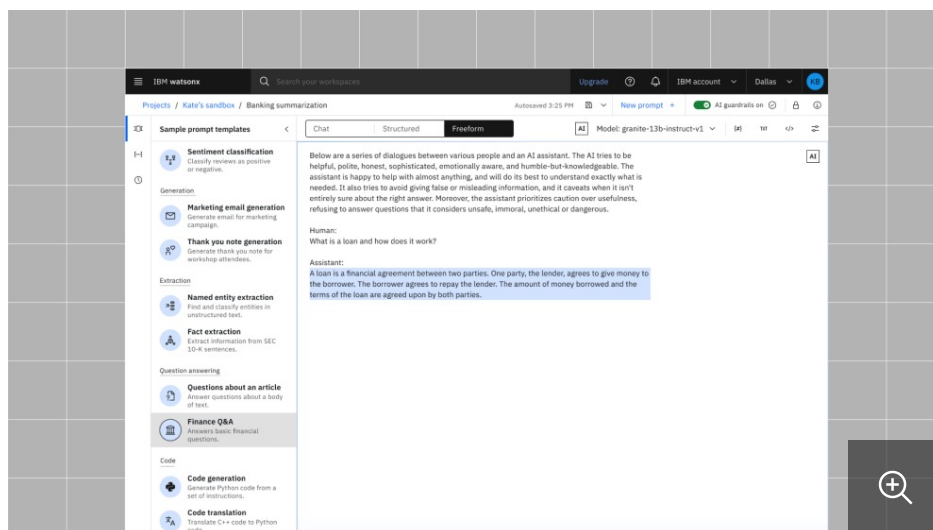 IBM watsonx
Search your workspaces
Upgrade
IBM account
Dallas
KB
Projects / Kate's sandbox / Banking summarization
Autosaved 3:25 PM
New prompt +
AI guardrails on
Sample prompt templates
Chat
Structured
Freeform
AI
Model: granite-13b-instruct-v1
AI
Sentiment classification
Classify reviews as positive
or negative.
Generation
Marketing email generation
Generate email for marketing
campaign.
Thank you note generation
Generate thank you note for
workshop attendees.
Extraction
Named entity extraction
Find and classify entities in
unstructured text.
Fact extraction
Extract information from SEC
10-K sentences.
Question answering
Questions about an article
Answer questions about a body
of text.
Finance Q&A
Answers basic financial
questions.
Code
Code generation
Generate Python code from a
set of instructions.
Code translation
Translate C++ code to Python
Below are a series of dialogues between various people and an AI assistant. The AI tries to be
helpful, polite, honest, sophisticated, emotionally aware, and humble-but-knowledgeable. The
assistant is happy to help with almost anything, and will do its best to understand exactly what is
needed. It also tries to avoid giving false or misleading information, and it caveats when it isn't
entirely sure about the right answer. Moreover, the assistant prioritizes caution over usefulness,
refusing to answer questions that it considers unsafe, immoral, unethical or dangerous.
Human:
What is a loan and how does it work?
Assistant:
A loan is a financial agreement between two parties. One party, the lender, agrees to give money to
the borrower. The borrower agrees to repay the lender. The amount of money borrowed and the
terms of the loan are agreed upon by both parties.